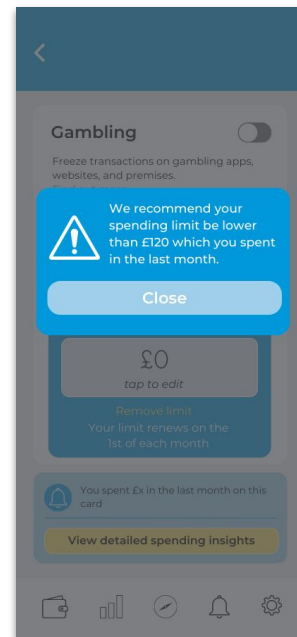 Gambling
Freeze transactions on gambling apps,
websites, and premises.
We recommend your
spending limit be lower
than £120 which you spent
in the last month.
Close
£0
tap to edit
Remove limit
Your limit renews on the
1st of each month
You spent £x in the last month on this
card
View detailed spending insights